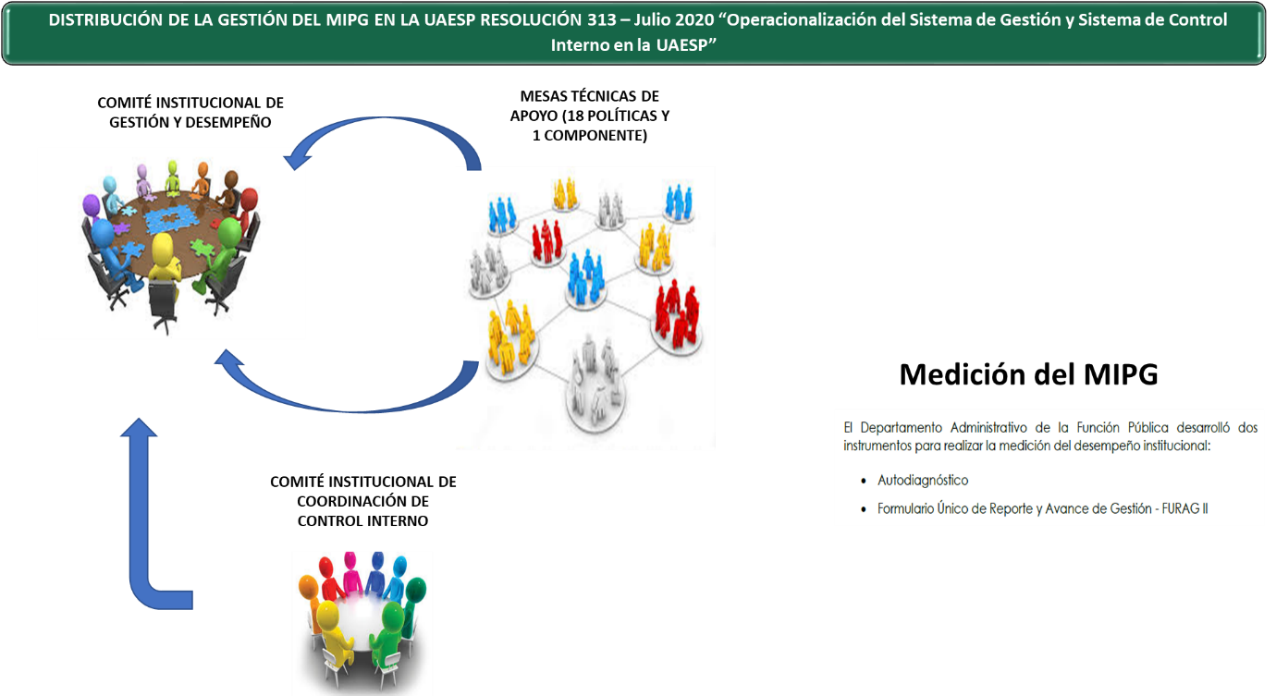 DISTRIBUCIÓN DE LA GESTIÓN DEL MIPG EN LA UAESP RESOLUCIÓN 313 – Julio 2020 “Operacionalización del Sistema de Gestión y Sistema de Control
Interno en la UAESP”
COMITÉ INSTITUCIONAL DE
GESTIÓN Y DESEMPEÑO
MESAS TÉCNICAS DE
APOYO (18 POLÍTICAS Y
1 COMPONENTE)
COMITÉ INSTITUCIONAL DE
COORDINACIÓN DE
CONTROL INTERNO
Medición del MIPG
El Departamento Administrativo de la Función Pública desarrolló dos
instrumentos para realizar la medición del desempeño institucional:
• Autodiagnóstico
• Formulario Único de Reporte y Avance de Gestión - FURAG II